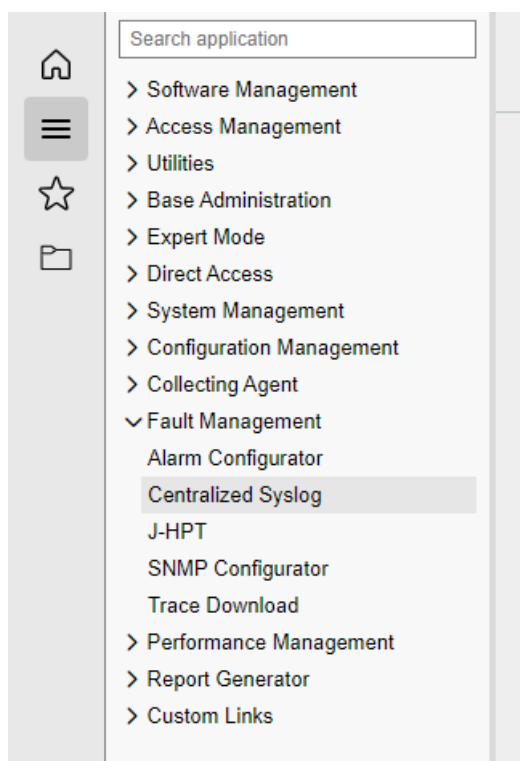 Search application
Software Management
Access Management
Utilities
Base Administration
Expert Mode
Direct Access
System Management
Configuration Management
Collecting Agent
Fault Management
Alarm Configurator
Centralized Syslog
J-HPT
SNMP Configurator
Trace Download
Performance Management
Report Generator
Custom Links